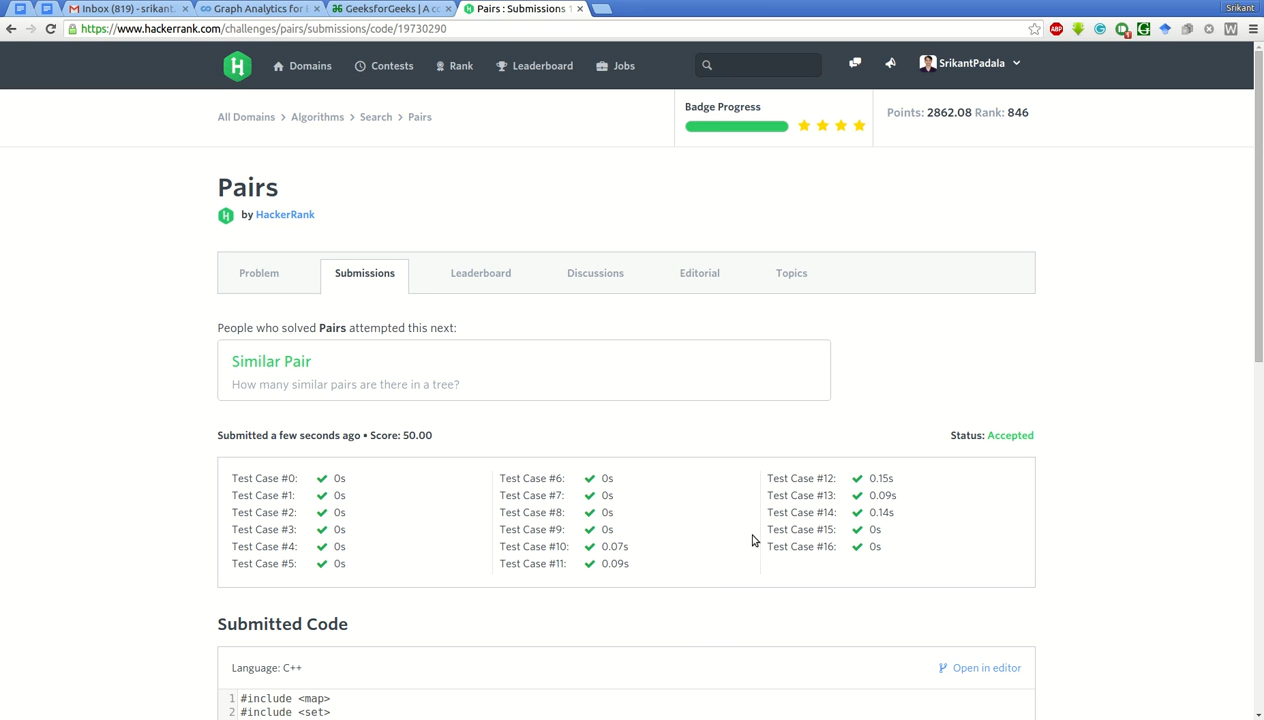 Inbox (819) - srikant. Graph Analytics for B GeeksforGeeks | A co Pairs : Submissions Srikant
https://www.hackerrank.com/challenges/pairs/submissions/code/19730290
Domains Contests Rank Leaderboard Jobs SrikantPadala
All Domains > Algorithms > Search > Pairs
Badge Progress
Points: 2862.08 Rank: 846
Pairs
by HackerRank
Problem Submissions Leaderboard Discussions Editorial Topics
People who solved Pairs attempted this next:
Similar Pair
How many similar pairs are there in a tree?
Submitted a few seconds ago • Score: 50.00 Status: Accepted
Test Case #0: 0s
Test Case #1: 0s
Test Case #2: 0s
Test Case #3: 0s
Test Case #4: 0s
Test Case #5: 0s
Test Case #6: 0s
Test Case #7: 0s
Test Case #8: 0s
Test Case #9: 0s
Test Case #10: 0.07s
Test Case #11: 0.09s
Test Case #12: 0.15s
Test Case #13: 0.09s
Test Case #14: 0.14s
Test Case #15: 0s
Test Case #16: 0s
Submitted Code
Language: C++ Open in editor
1 #include <map>
2 #include <set>